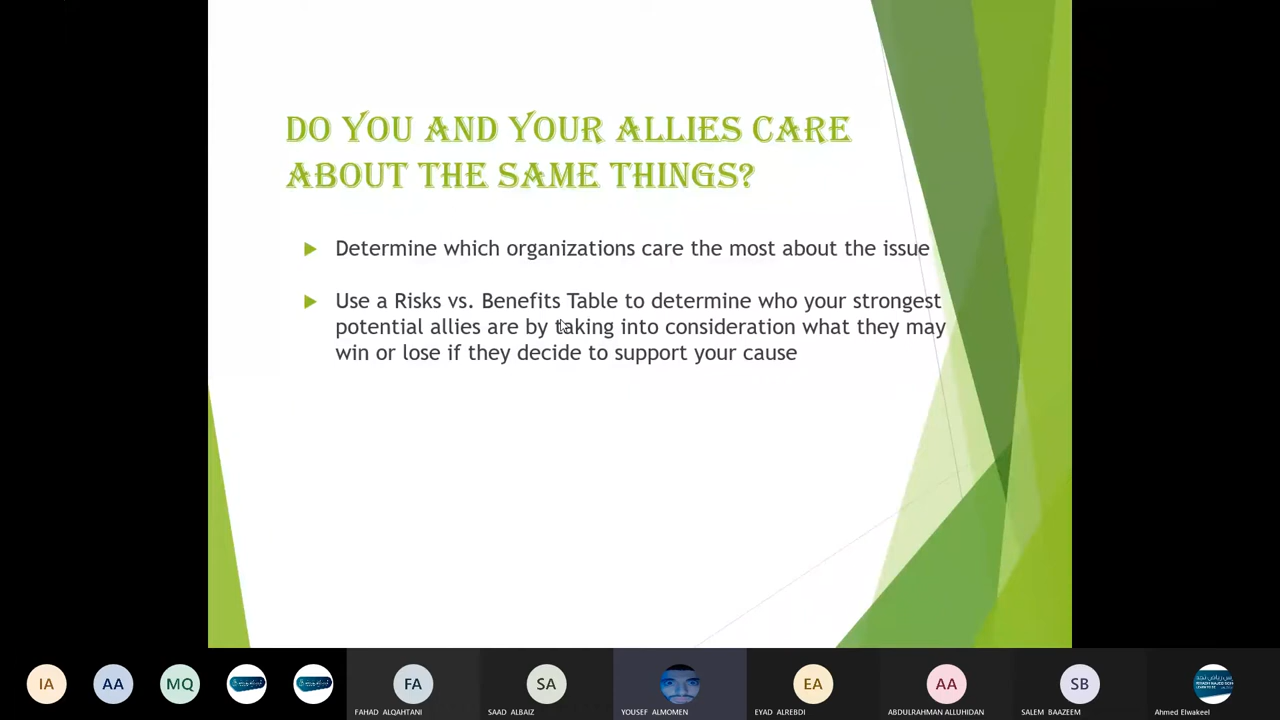 DO YOU AND YOUR ALLIES CARE
ABOUT THE SAME THINGS?
Determine which organizations care the most about the issue
Use a Risks vs. Benefits Table to determine who your strongest
potential allies are by taking into consideration what they may
win or lose if they decide to support your cause
IA
AA
MQ
FA
SA
EA
AA
SB
FAHAD ALQAHTANI
SAAD ALBAIZ
YOUSEF ALMOMEN
EYAD ALREBDI
ABDULRAHMAN ALLUHIDAN
SALEM BAAZEEM
Ahmed Elwakeel